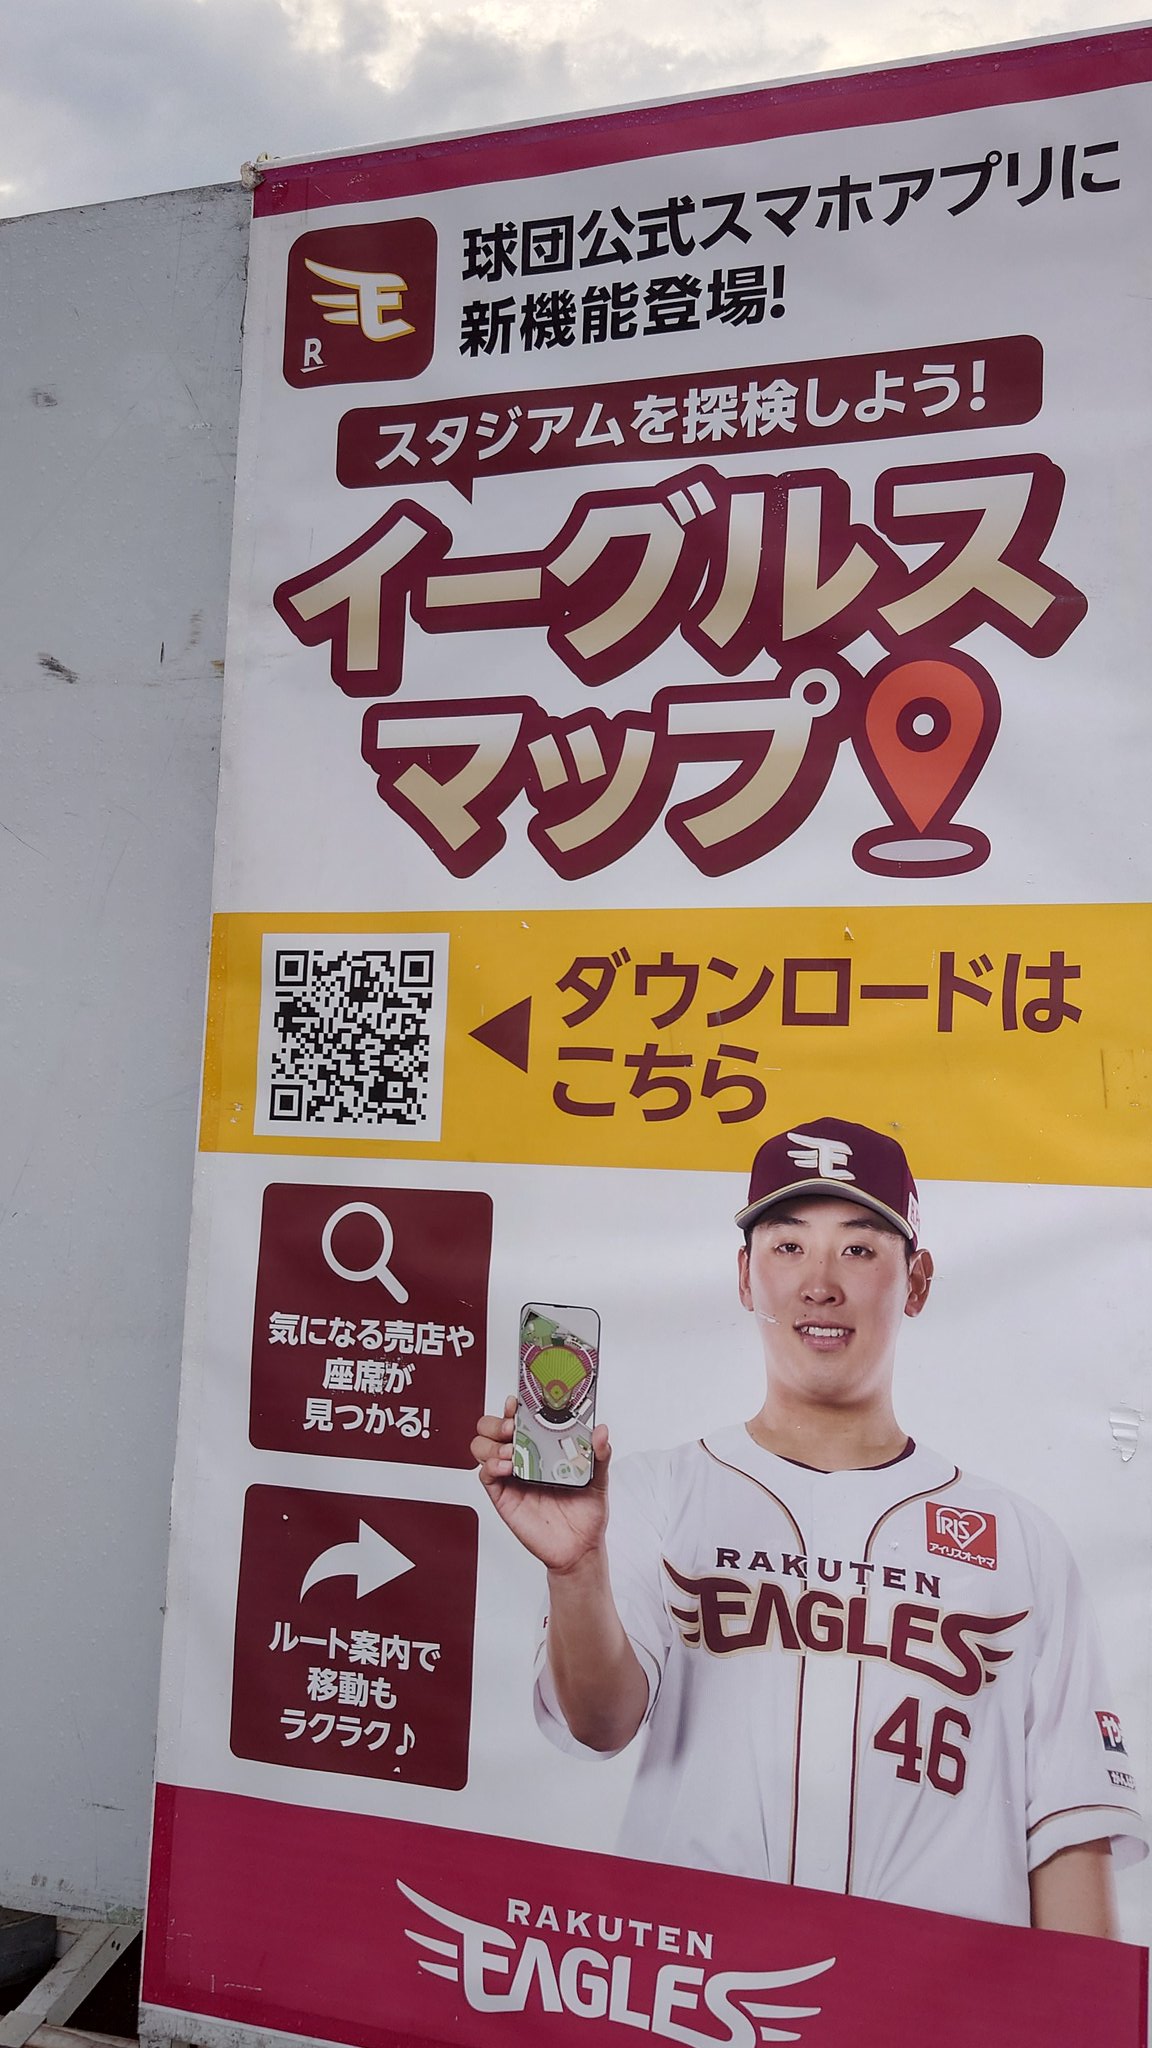 球団公式スマホアプリに
新機能登場!
R
スタジアムを探検しよう!
イーグルス
マップ
ダウンロードは
こちら
気になる売店や
座席が
見つかる!
ルート案内で
移動も
ラクラク♪
IRIS
アイリスオーヤマ
RAKUTEN
EAGLES
46
RAKUTEN
EAGLES